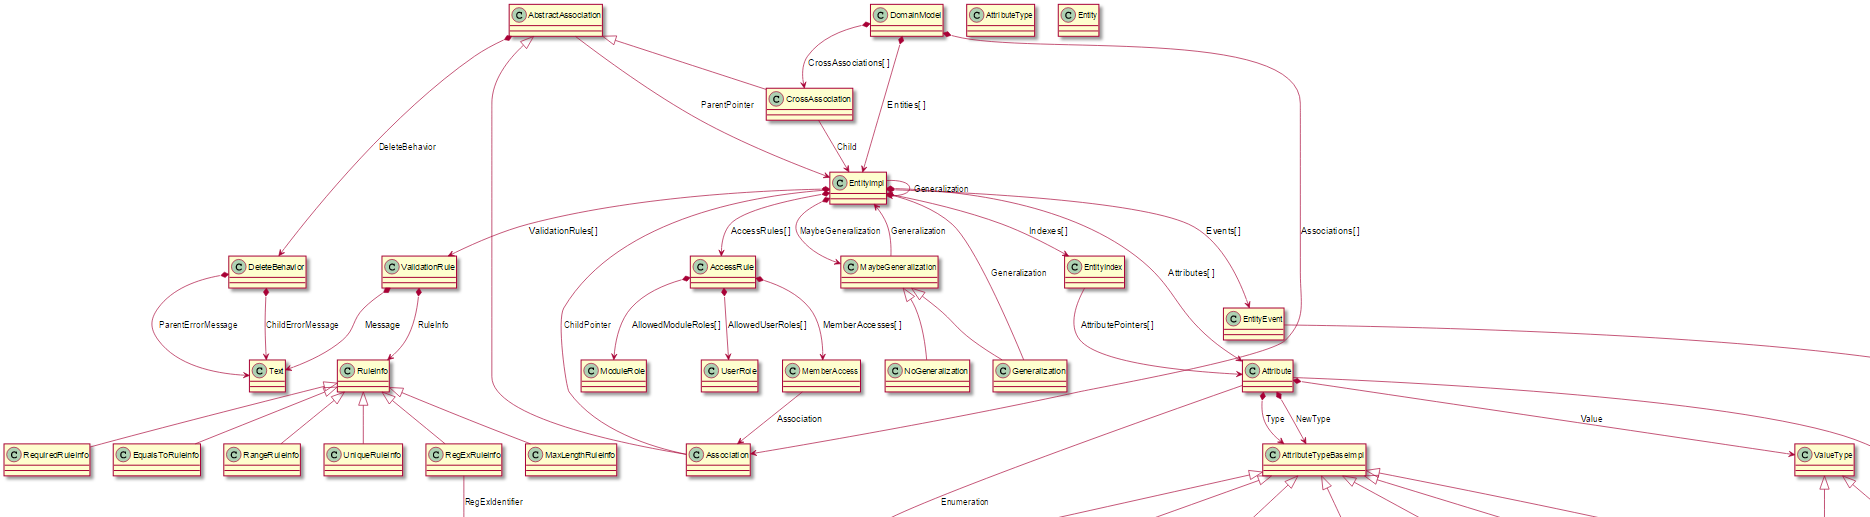 C AbstractAssociation
C DomainModel
C AttributeType
C Entity
CrossAssociations[ ]
C CrossAssociation
ParentPointer
Entities[ ]
DeleteBehavior
Child
C EntityImpl
Generalization
ValidationRules[ ]
AccessRules[ ]
MaybeGeneralization
Generalization
Indexes[ ]
Events[ ]
Associations[ ]
C DeleteBehavior
C ValidationRule
C AccessRule
C MaybeGeneralization
C EntityIndex
Generalization
Attributes[ ]
C EntityEvent
ParentErrorMessage
ChildErrorMessage
Message
RuleInfo
ChildPointer
AllowedModuleRoles[ ]
AllowedUserRoles[ ]
MemberAccesses[ ]
AttributePointers[ ]
C Text
C RuleInfo
C ModuleRole
C UserRole
C MemberAccess
C NoGeneralization
C Generalization
C Attribute
Association
Type
NewType
Value
C RequiredRuleInfo
C EqualsToRuleInfo
C RangeRuleInfo
C UniqueRuleInfo
C RegExRuleInfo
C MaxLengthRuleInfo
C Association
C AttributeTypeBaseImpl
C ValueType
RegExIdentifier
Enumeration